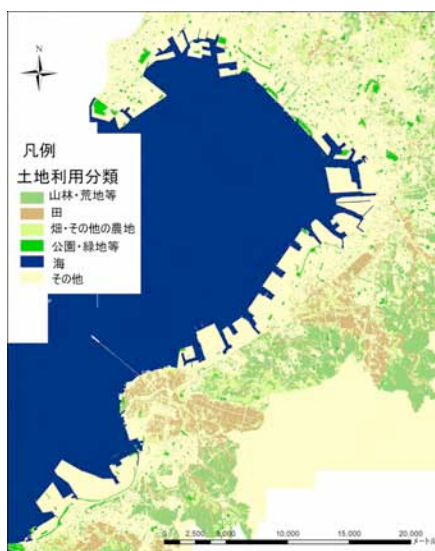 N
凡例
土地利用分類
山林・荒地等
田
畑・その他の農地
公園・緑地等
海
その他
0 2,500 5,000 10,000 15,000 20,000
メートル